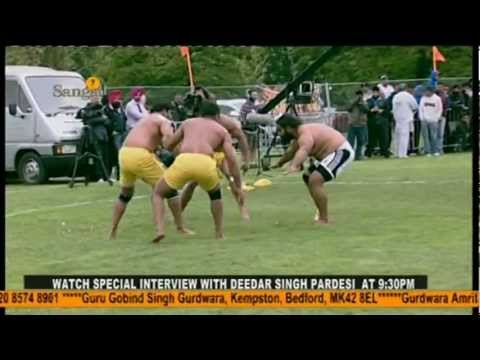 Sangat
WATCH SPECIAL INTERVIEW WITH DEEDAR SINGH PARDESI AT 9:30PM
20 8574 8901 *****Guru Gobind Singh Gurdwara, Kempston, Bedford, MK42 8EL*****Gurdwara Amrit